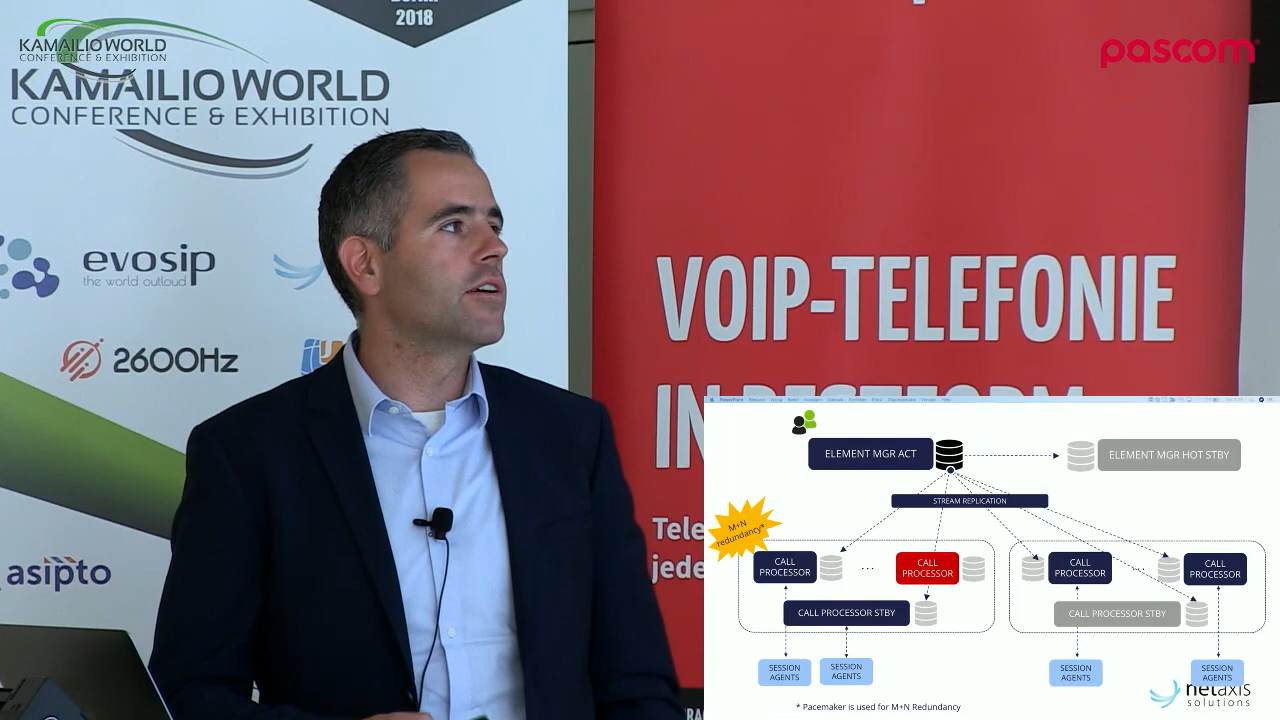 2018
KAMAILIO WORLD
CONFERENCE & EXHIBITION
KAMAILIO WORLD
CONFERENCE & EXHIBITION
evosip
the world outloud
2600Hz
asipto
pascom
VOIP-TELEFONIE
IN BESTFORM
Tele
jede
ELEMENT MGR ACT
ELEMENT MGR HOT STBY
STREAM REPLICATION
M+N
redundancy*
CALL
PROCESSOR
...
CALL
PROCESSOR
CALL PROCESSOR STBY
CALL
PROCESSOR
...
CALL
PROCESSOR
CALL PROCESSOR STBY
SESSION
AGENTS
SESSION
AGENTS
SESSION
AGENTS
SESSION
AGENTS
netaxis
solutions
* Pacemaker is used for M+N Redundancy